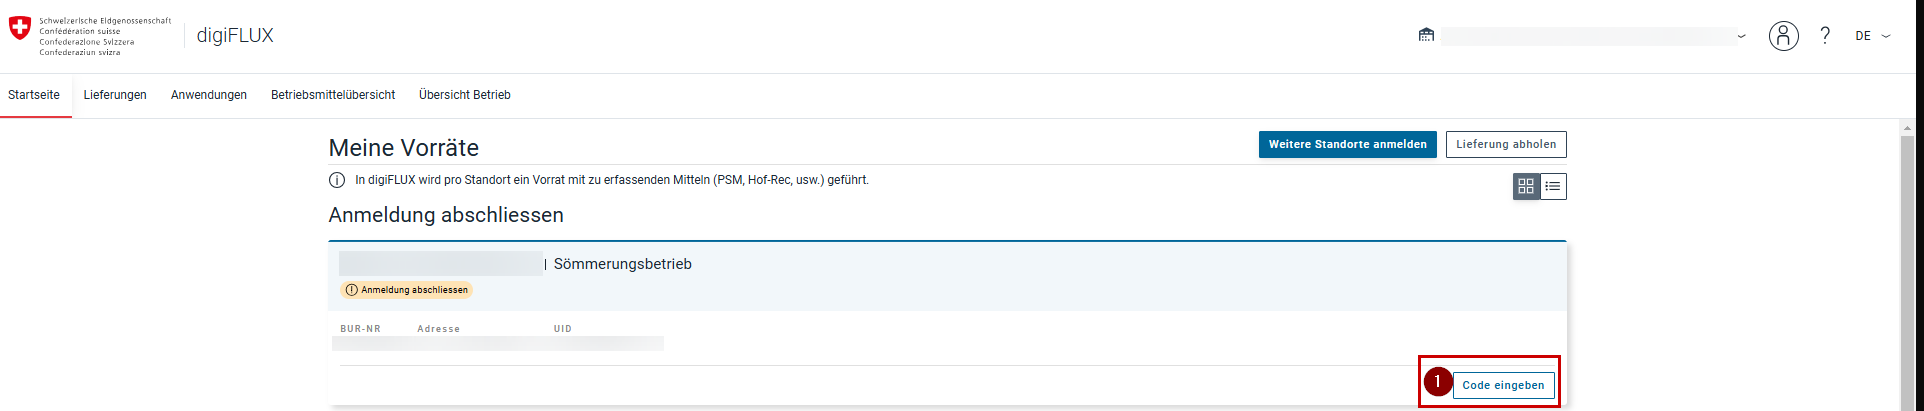 Schweizerische Eidgenossenschaft
Confédération suisse
Confederazione Svizzera
Confederaziun svizra
digiFLUX
? DE
Startseite Lieferungen Anwendungen Betriebsmittelübersicht Übersicht Betrieb
Meine Vorräte Weitere Standorte anmelden Lieferung abholen
In digiFLUX wird pro Standort ein Vorrat mit zu erfassenden Mitteln (PSM, Hof-Rec, usw.) geführt.
Anmeldung abschliessen
| Sömmerungsbetrieb
Anmeldung abschliessen
BUR-NR Adresse UID
1 Code eingeben